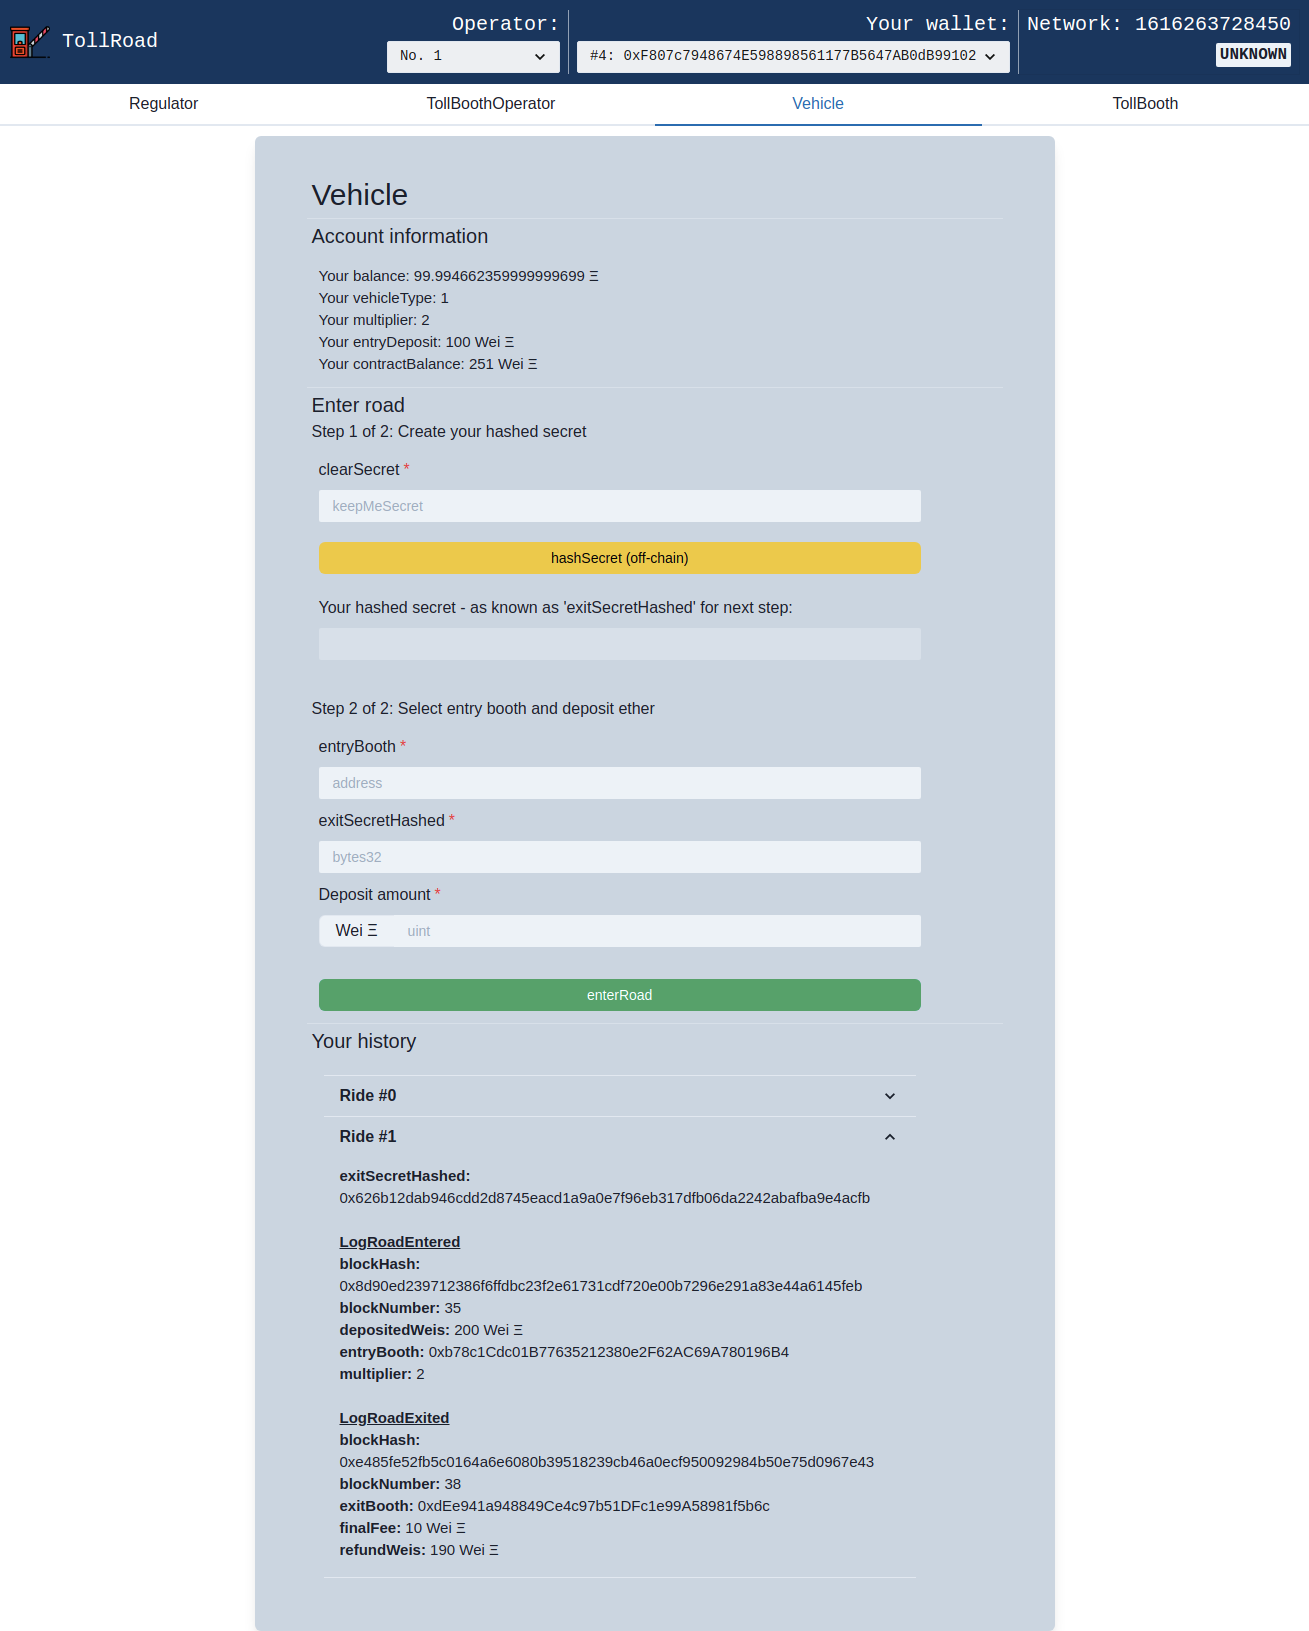 TollRoad
Operator:
No. 1
Your wallet:
#4: 0xF807c7948674E598898561177B5647AB0dB99102
Network: 1616263728450
UNKNOWN
Regulator
TollBoothOperator
Vehicle
TollBooth
Vehicle
Account information
Your balance: 99.994662359999999699 Ξ
Your vehicleType: 1
Your multiplier: 2
Your entryDeposit: 100 Wei Ξ
Your contractBalance: 251 Wei Ξ
Enter road
Step 1 of 2: Create your hashed secret
clearSecret *
keepMeSecret
hashSecret (off-chain)
Your hashed secret - as known as 'exitSecretHashed' for next step:
Step 2 of 2: Select entry booth and deposit ether
entryBooth *
address
exitSecretHashed *
bytes32
Deposit amount *
Wei Ξ uint
enterRoad
Your history
Ride #0
Ride #1
exitSecretHashed:
0x626b12dab946cdd2d8745eacd1a9a0e7f96eb317dfb06da2242abafba9e4acfb
LogRoadEntered
blockHash:
0x8d90ed239712386f6ffdbc23f2e61731cdf720e00b7296e291a83e44a6145feb
blockNumber: 35
depositedWeis: 200 Wei Ξ
entryBooth: 0xb78c1Cdc01B77635212380e2F62AC69A780196B4
multiplier: 2
LogRoadExited
blockHash:
0xe485fe52fb5c0164a6e6080b39518239cb46a0ecf950092984b50e75d0967e43
blockNumber: 38
exitBooth: 0xdEe941a948849Ce4c97b51DFc1e99A58981f5b6c
finalFee: 10 Wei Ξ
refundWeis: 190 Wei Ξ